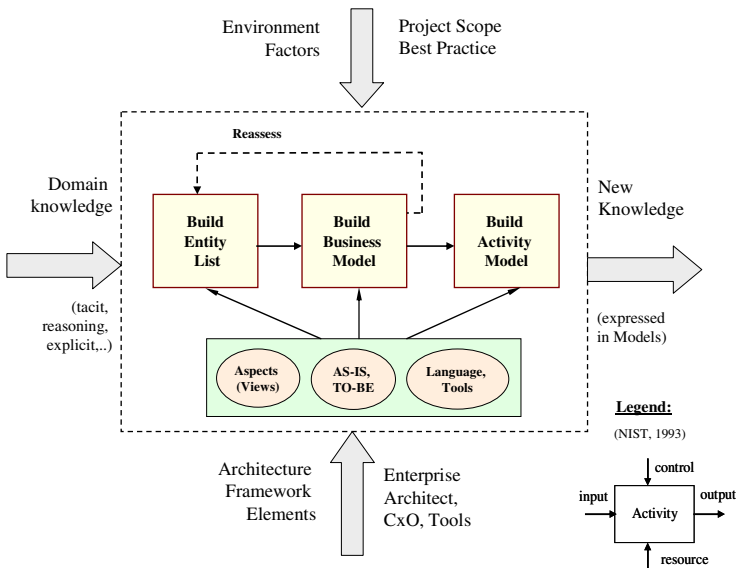 Environment
Factors
Project Scope
Best Practice
Reassess
Domain
knowledge
New
Knowledge
Build
Entity
List
Build
Business
Model
Build
Activity
Model
(tacit,
reasoning,
explicit,..)
(expressed
in Models)
Aspects
(Views)
AS-IS,
TO-BE
Language,
Tools
Architecture
Framework
Elements
Enterprise
Architect,
CxO, Tools
Legend:
(NIST, 1993)
control
input
output
Activity
resource